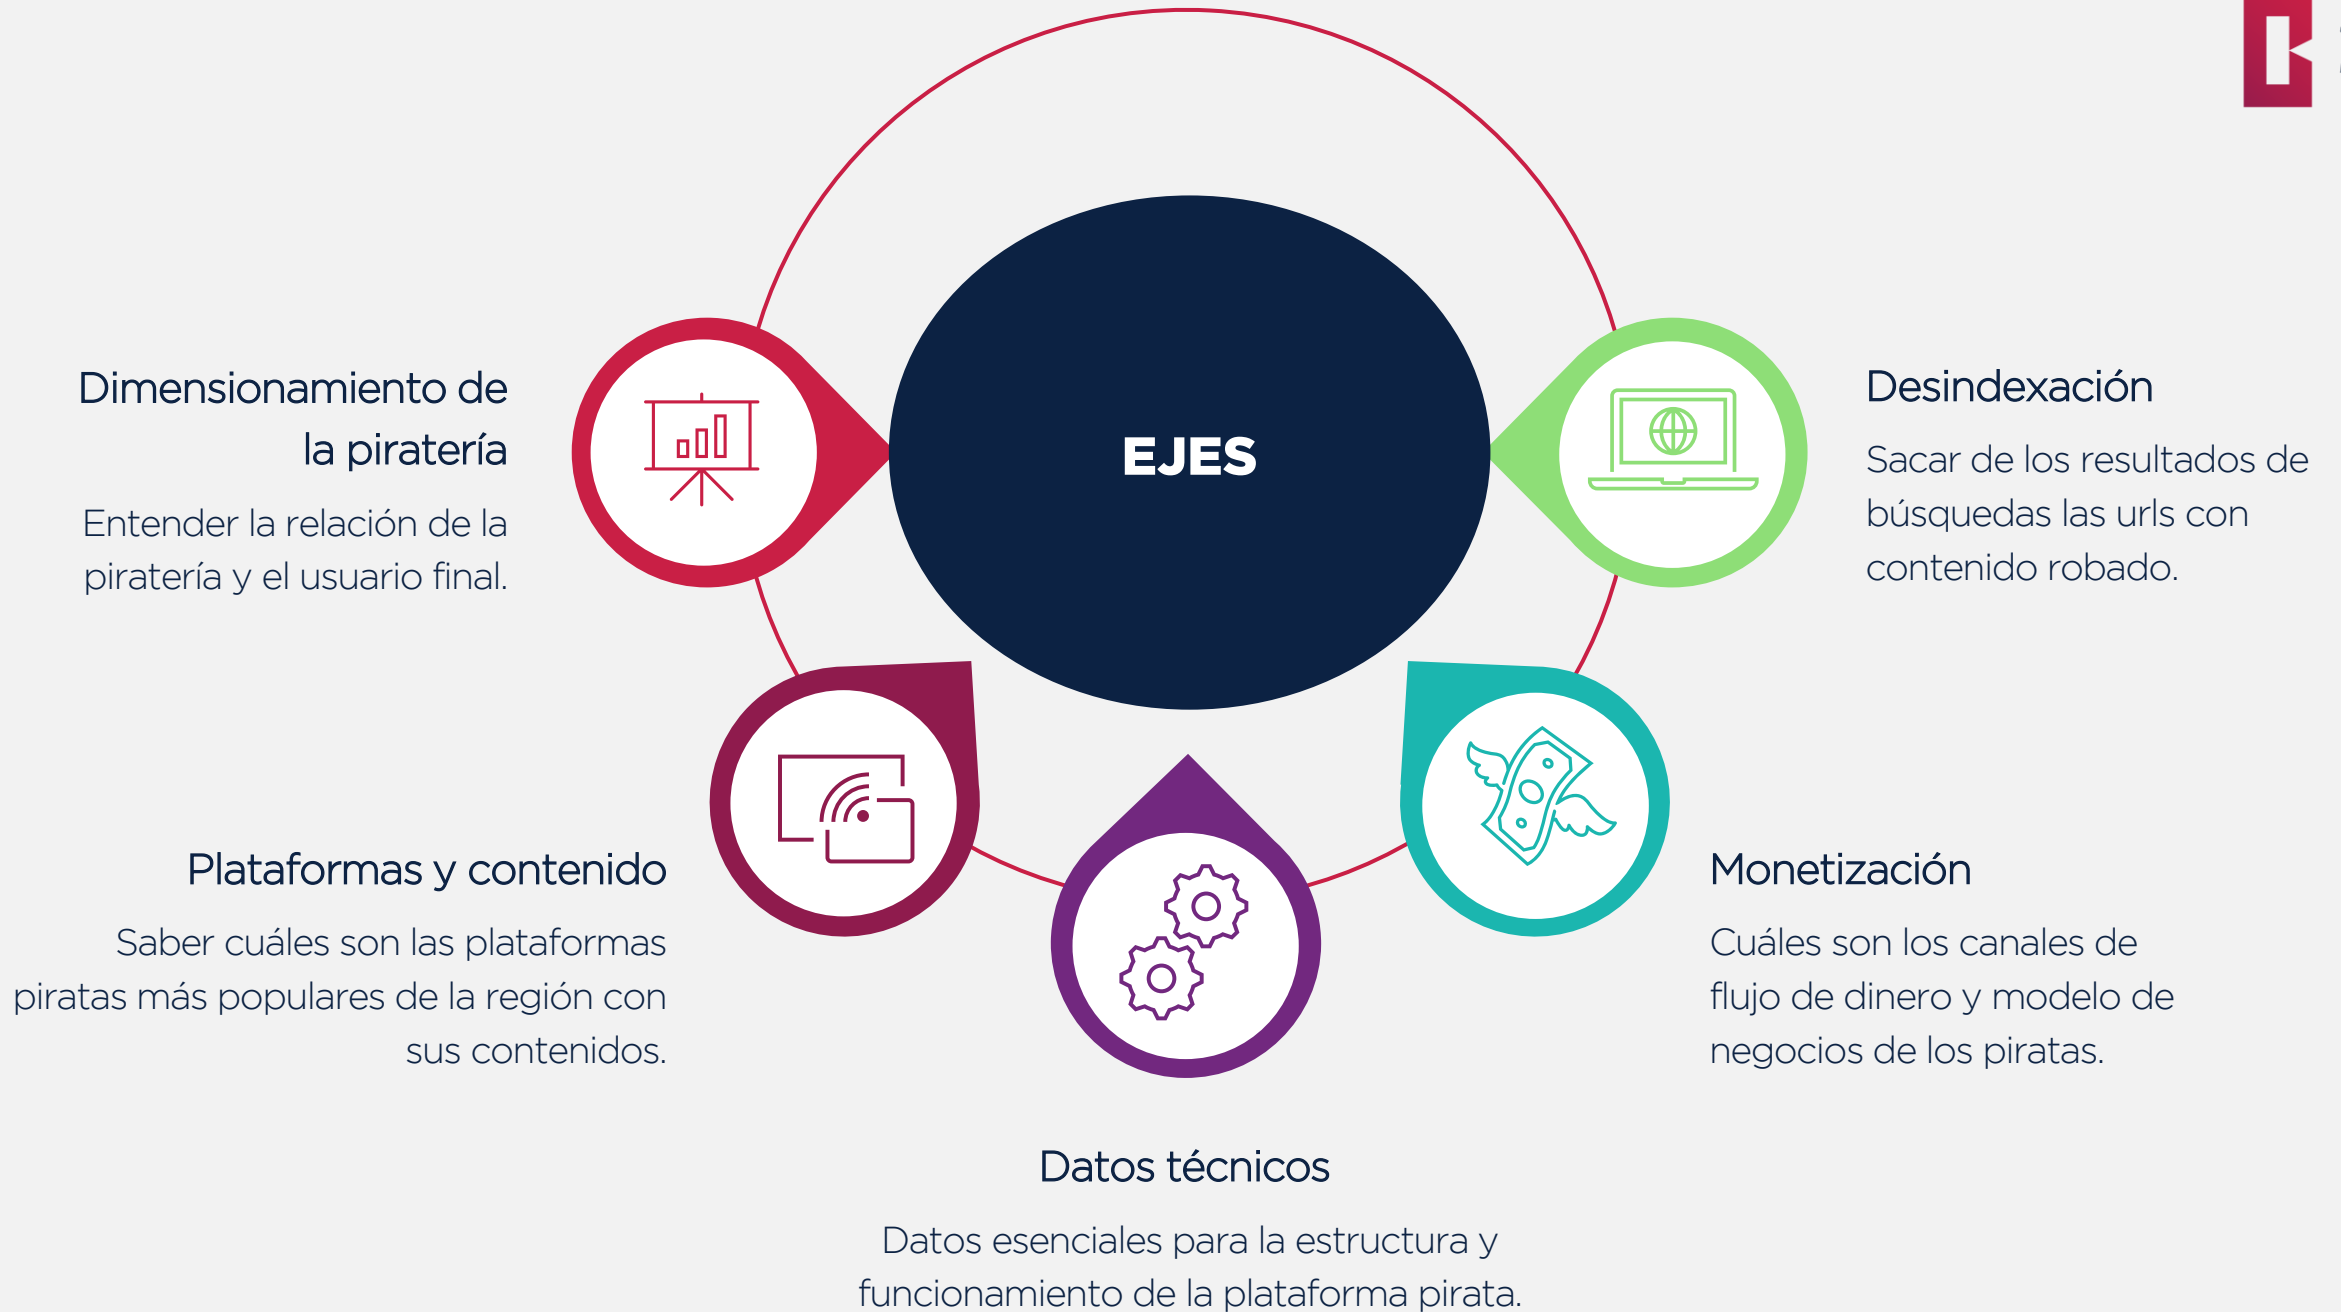 EJES
Dimensionamiento de
la piratería
Entender la relación de la
piratería y el usuario final.
Plataformas y contenido
Saber cuáles son las plataformas
piratas más populares de la región con
sus contenidos.
Datos técnicos
Datos esenciales para la estructura y
funcionamiento de la plataforma pirata.
Monetización
Cuáles son los canales de
flujo de dinero y modelo de
negocios de los piratas.
Desindexación
Sacar de los resultados de
búsquedas las urls con
contenido robado.